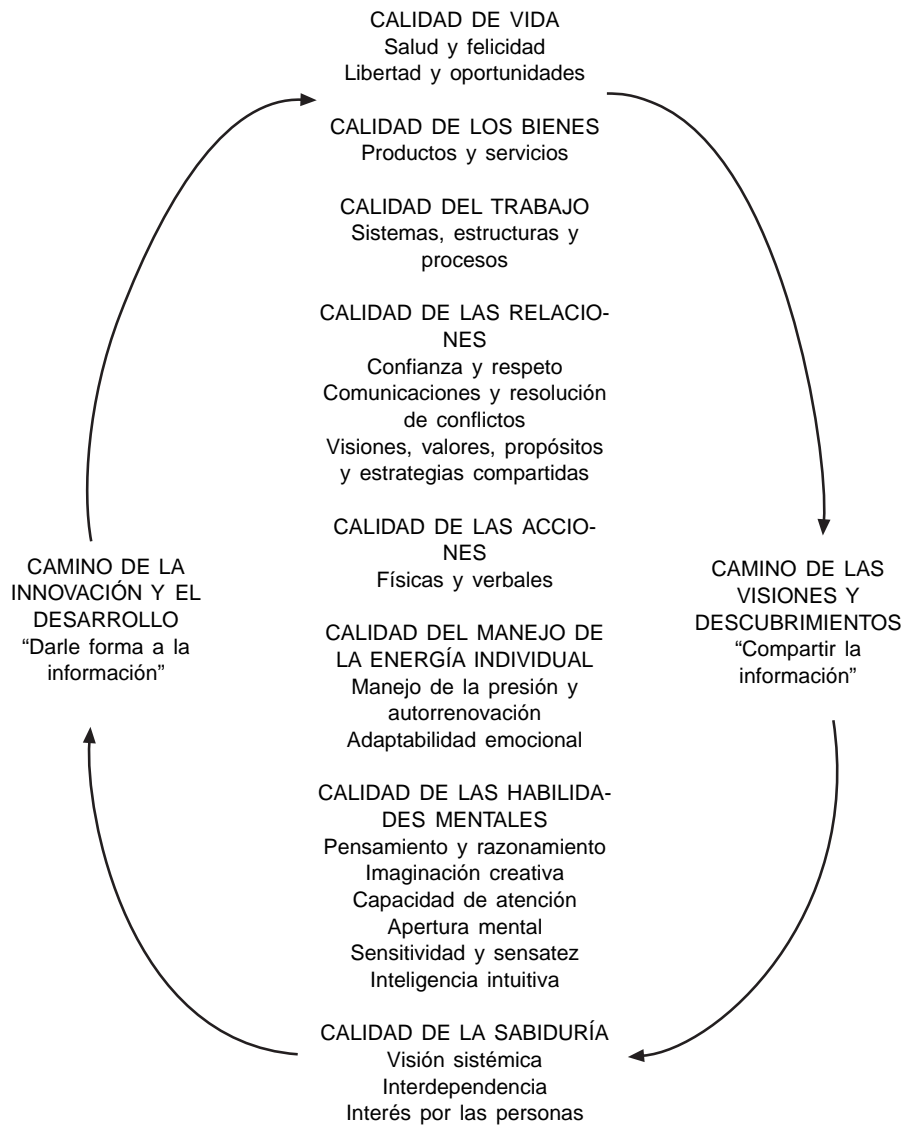 CALIDAD DE VIDA
Salud y felicidad
Libertad y oportunidades
CALIDAD DE LOS BIENES
Productos y servicios
CALIDAD DEL TRABAJO
Sistemas, estructuras y
procesos
CALIDAD DE LAS RELACIO-
NES
Confianza y respeto
Comunicaciones y resolución
de conflictos
Visiones, valores, propósitos
y estrategias compartidas
CALIDAD DE LAS ACCIO-
NES
Físicas y verbales
CAMINO DE LA
INNOVACIÓN Y EL
DESARROLLO
“Darle forma a la
información”
CAMINO DE LAS
VISIONES Y
DESCUBRIMIENTOS
“Compartir la
información”
CALIDAD DEL MANEJO DE
LA ENERGÍA INDIVIDUAL
Manejo de la presión y
autorrenovación
Adaptabilidad emocional
CALIDAD DE LAS HABILIDA-
DES MENTALES
Pensamiento y razonamiento
Imaginación creativa
Capacidad de atención
Apertura mental
Sensitividad y sensatez
Inteligencia intuitiva
CALIDAD DE LA SABIDURÍA
Visión sistémica
Interdependencia
Interés por las personas